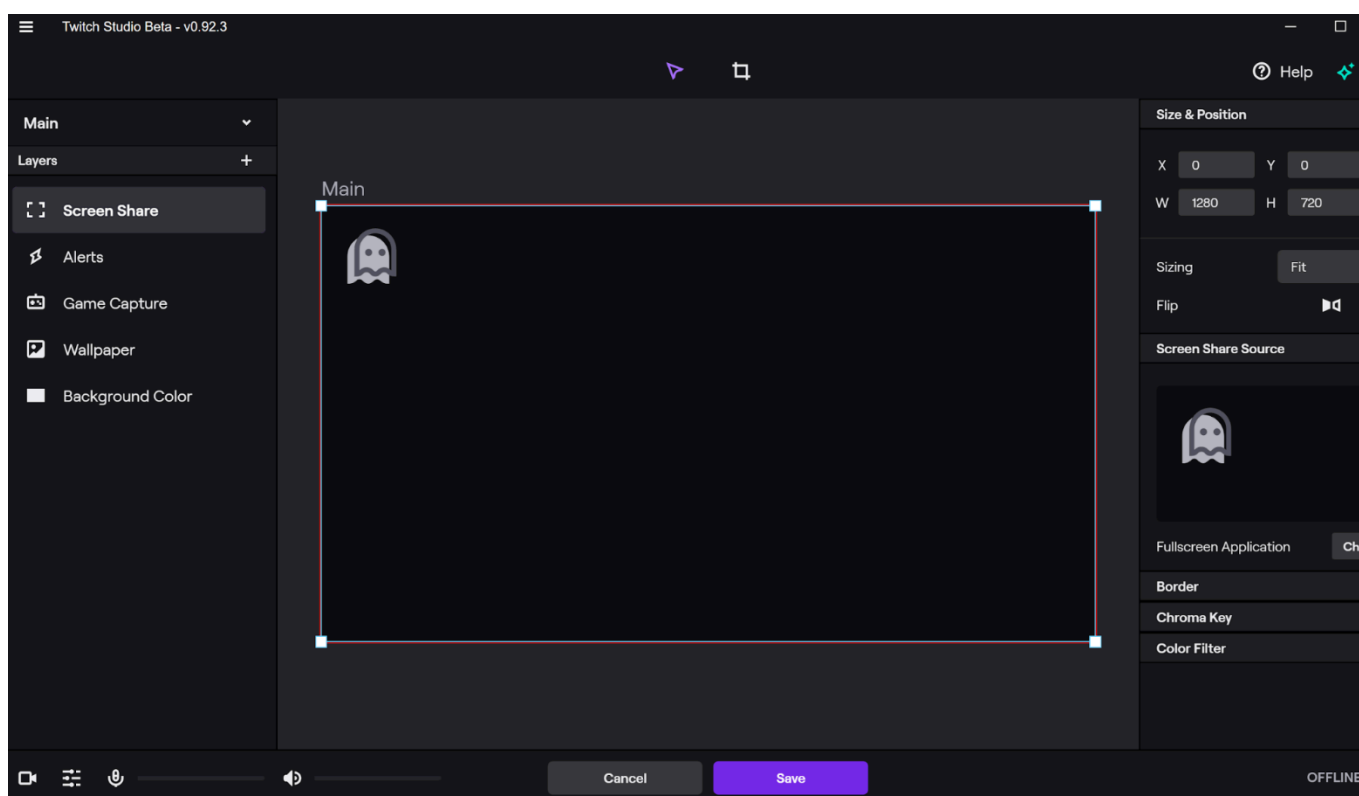 Twitch Studio Beta - v0.92.3
Help
Main
Layers
Screen Share
Alerts
Game Capture
Wallpaper
Background Color
Main
Size & Position
X 0 Y 0
W 1280 H 720
Sizing Fit
Flip
Screen Share Source
Fullscreen Application Ch
Border
Chroma Key
Color Filter
Cancel Save OFFLINE